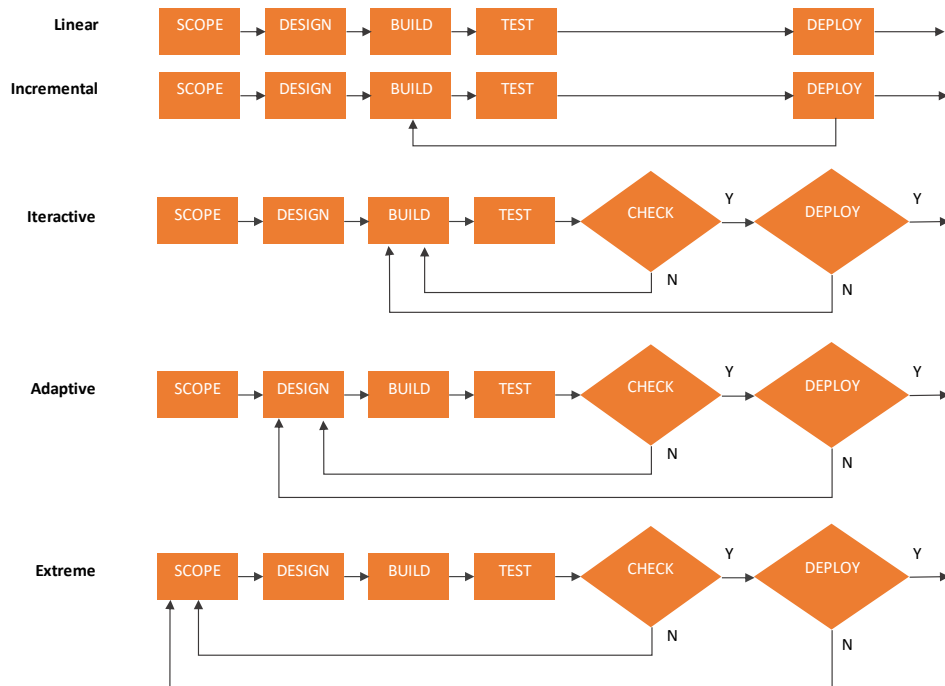 Linear
SCOPE
DESIGN
BUILD
TEST
DEPLOY
Incremental
SCOPE
DESIGN
BUILD
TEST
DEPLOY
Iteractive
SCOPE
DESIGN
BUILD
TEST
CHECK
Y
DEPLOY
Y
N
N
Adaptive
SCOPE
DESIGN
BUILD
TEST
CHECK
Y
DEPLOY
Y
N
N
Extreme
SCOPE
DESIGN
BUILD
TEST
CHECK
Y
DEPLOY
Y
N
N